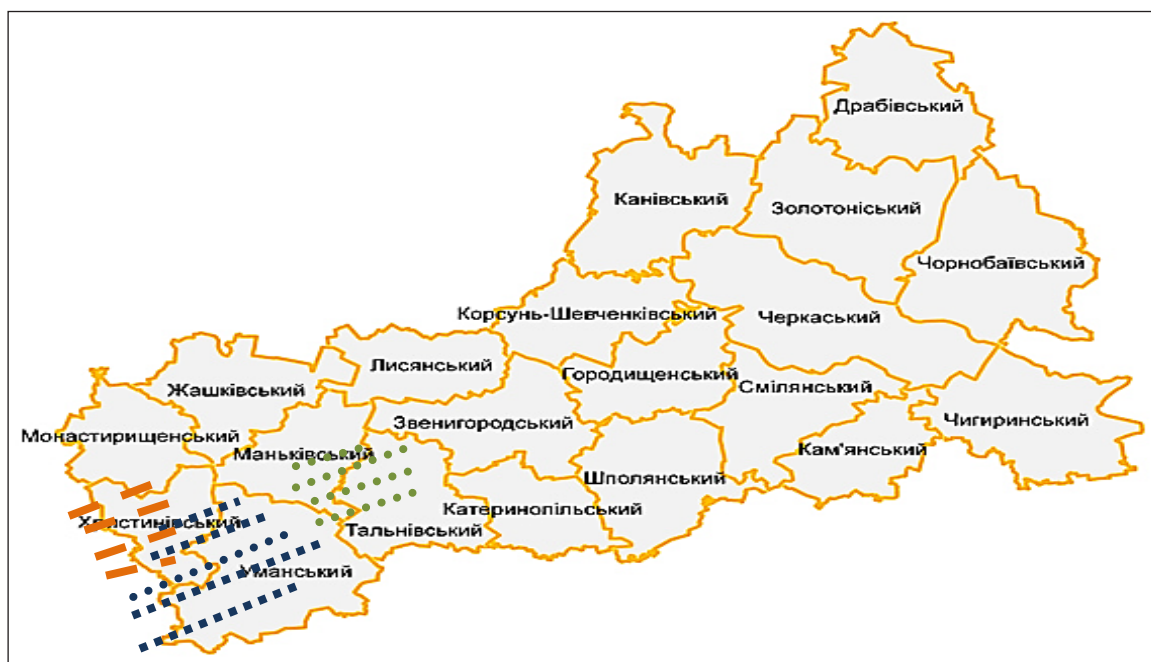 Драбівський
Канівський
Золотоніський
Чорнобаївський
Корсунь-Шевченківський
Черкаський
Лисянський
Городищенський
Смілянський
Жашківський
Звенигородський
Чигиринський
Монастирищенський
Маньківський
Кам'янський
Шполянський
Катеринопільський
Христинівський
Тальнівський
Уманський